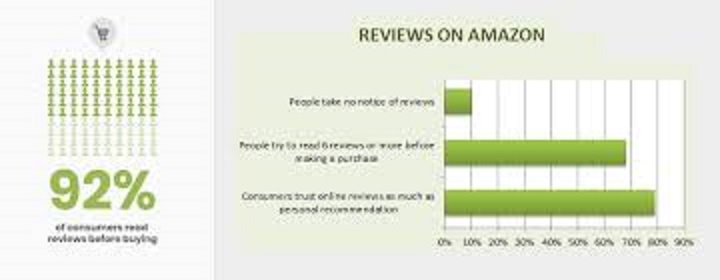 92%
of consumers read
reviews before buying
REVIEWS ON AMAZON
People take no notice of reviews
People try to read 6 reviews or more before
making a purchase
Consumers trust online reviews as much as
personal recommendation
0% 10% 20% 30% 40% 50% 60% 70% 80% 90%